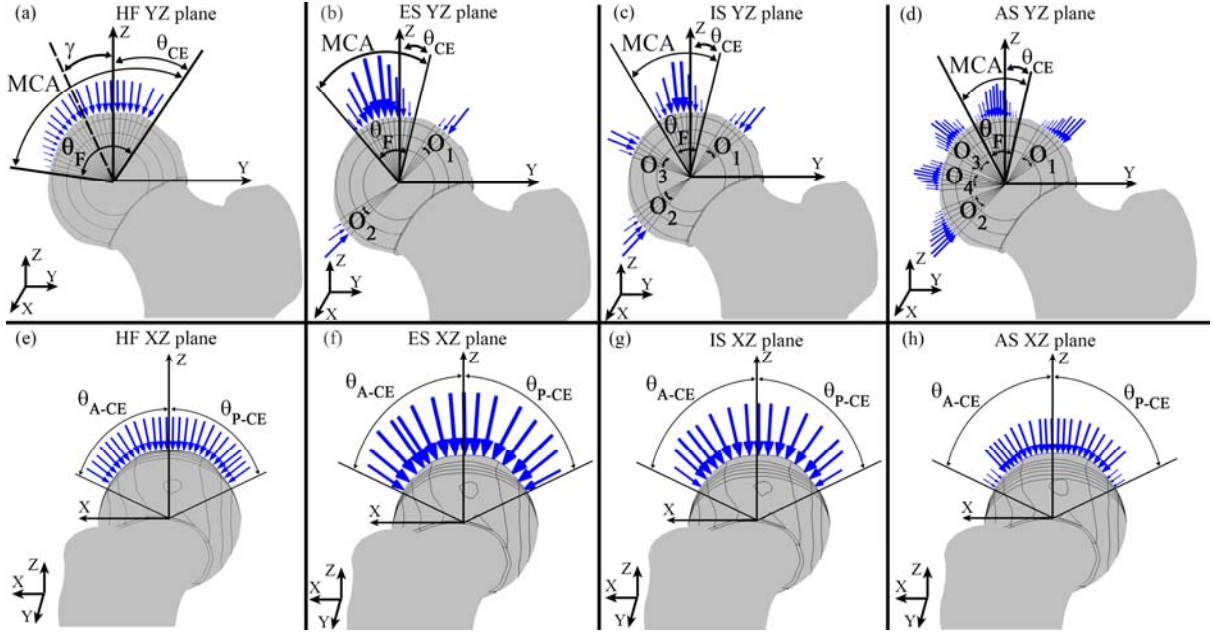 (a) HF YZ plane
Z
γ
θCE
MCA
θF
Y
Z
Y
X
(b) ES YZ plane
Z
MCA
θCE
θF
O1
O2
Y
Z
Y
X
(c) IS YZ plane
Z
MCA
θCE
θF
O3
O1
O2
Y
Z
Y
X
(d) AS YZ plane
Z
MCA
θCE
θF
O3
O1
O4
O2
Y
Z
Y
X
(e) HF XZ plane
Z
θA-CE
θP-CE
X
Z
X
Y
(f) ES XZ plane
Z
θA-CE
θP-CE
X
Z
X
Y
(g) IS XZ plane
Z
θA-CE
θP-CE
X
Z
X
Y
(h) AS XZ plane
Z
θA-CE
θP-CE
X
Z
X
Y